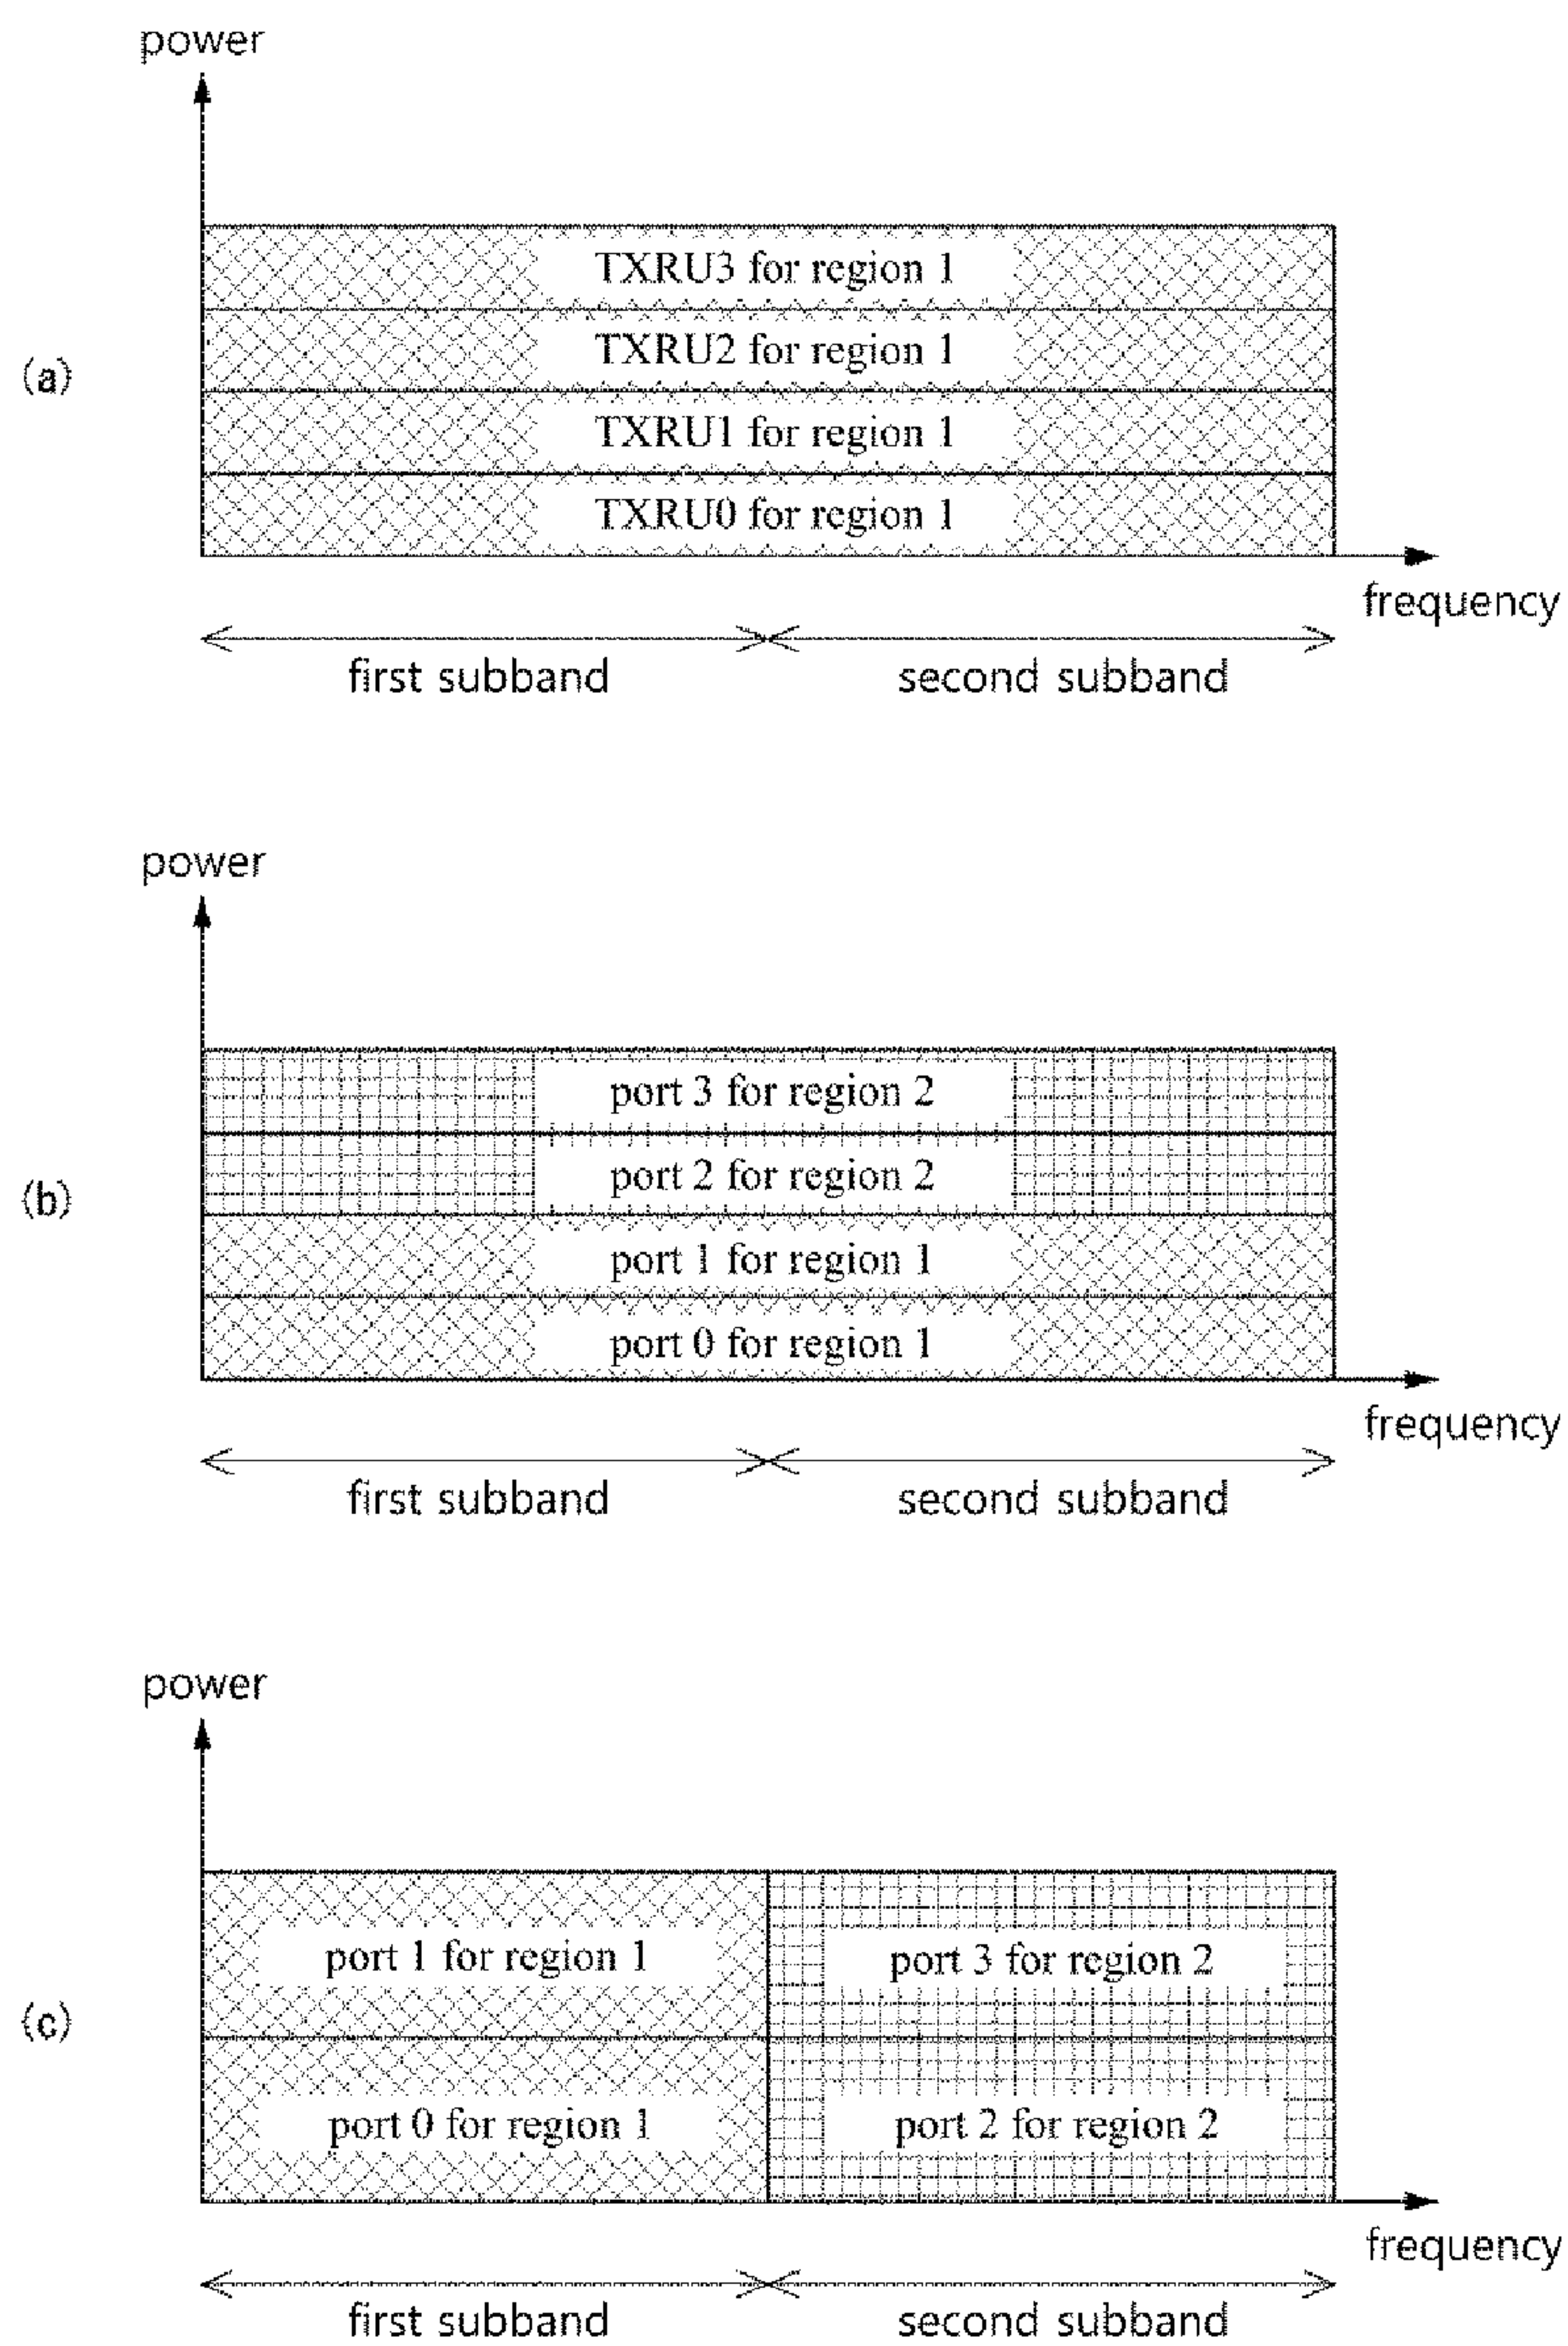 power
TXRU3 for region 1
TXRU2 for region 1
(a)
TXRU1 for region 1
TXRU0 for region 1
frequency
first subband
second subband
power
port 3 for region 2
port 2 for region 2
(b)
port 1 for region 1
port 0 for region 1
frequency
first subband
second subband
power
port 1 for region 1
port 3 for region 2
(c)
port 0 for region 1
port 2 for region 2
frequency
first subband
second subband